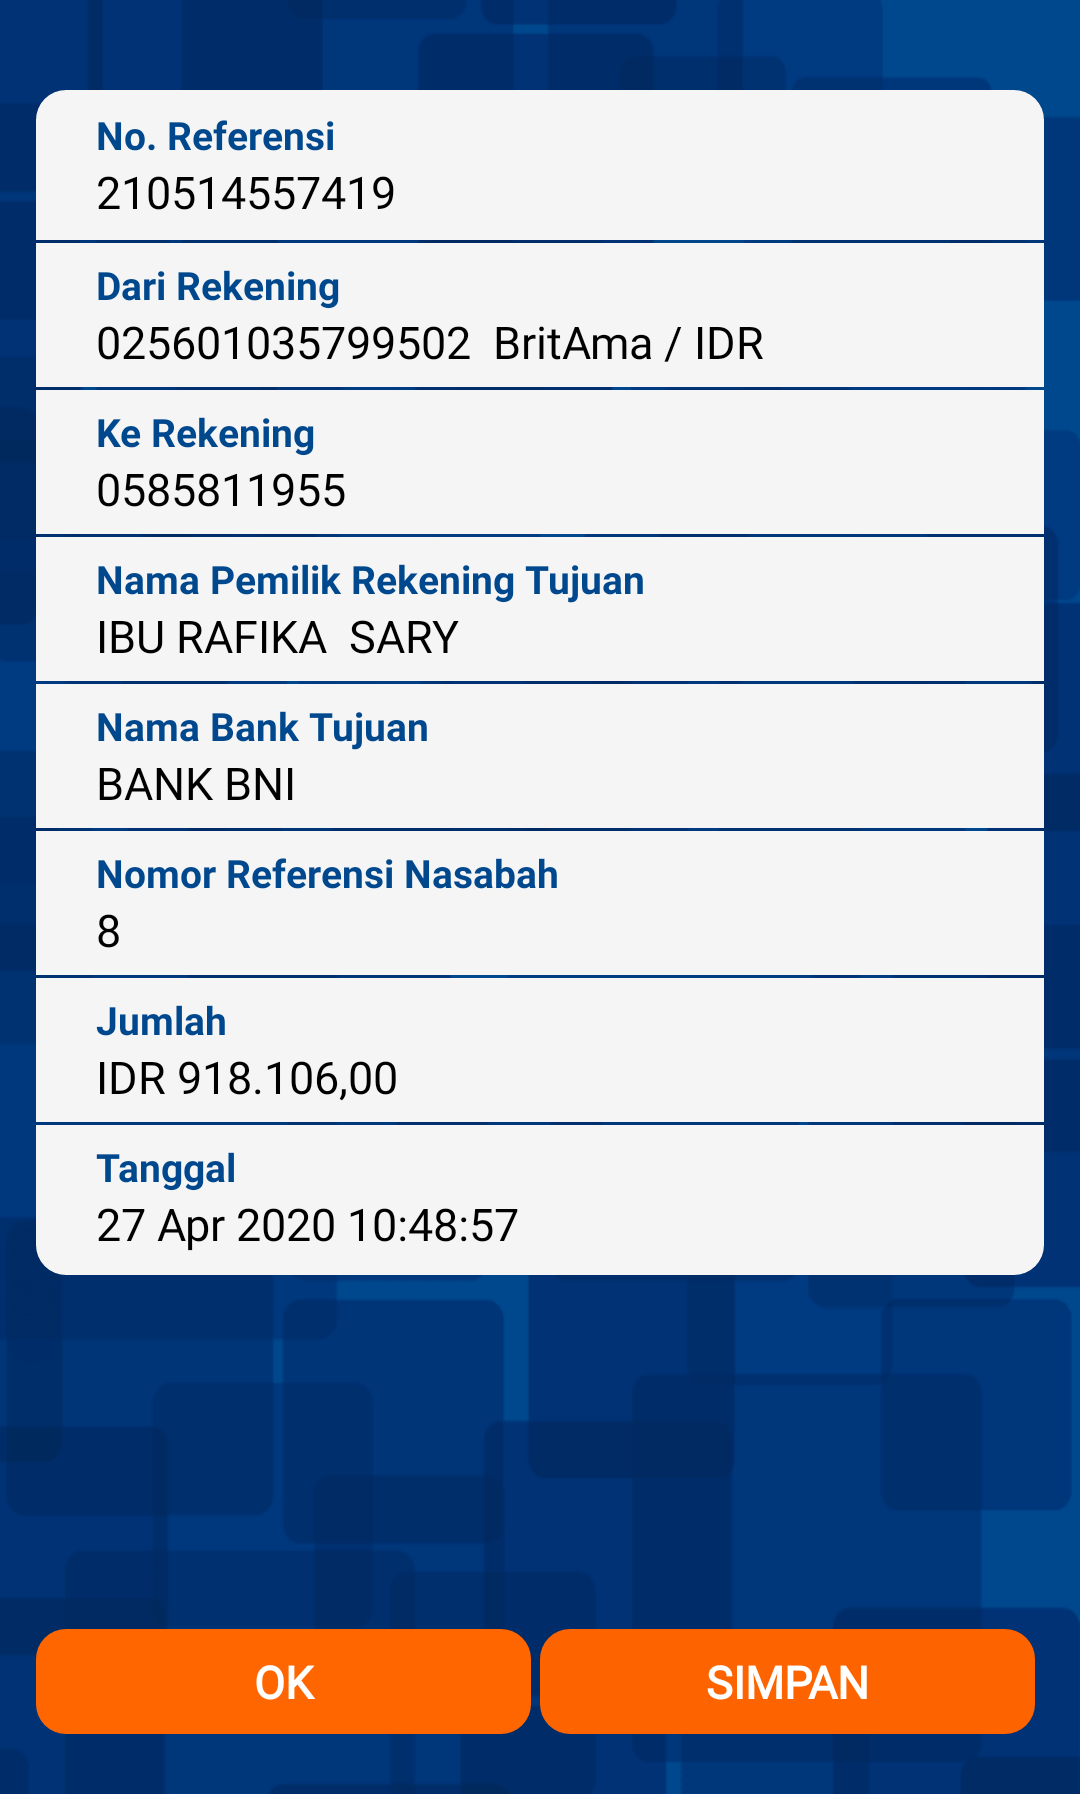 No. Referensi
210514557419
Dari Rekening
025601035799502  BritAma / IDR
Ke Rekening
0585811955
Nama Pemilik Rekening Tujuan
IBU RAFIKA  SARY
Nama Bank Tujuan
BANK BNI
Nomor Referensi Nasabah
8
Jumlah
IDR 918.106,00
Tanggal
27 Apr 2020 10:48:57
OK
SIMPAN